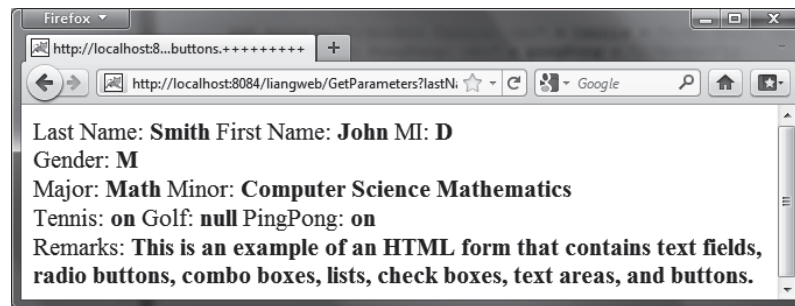 Firefox
http://localhost:8...buttons.+++++++++
http://localhost:8084/liangweb/GetParameters?lastNa
Google
Last Name: Smith First Name: John MI: D
Gender: M
Major: Math Minor: Computer Science Mathematics
Tennis: on Golf: null PingPong: on
Remarks: This is an example of an HTML form that contains text fields,
radio buttons, combo boxes, lists, check boxes, text areas, and buttons.